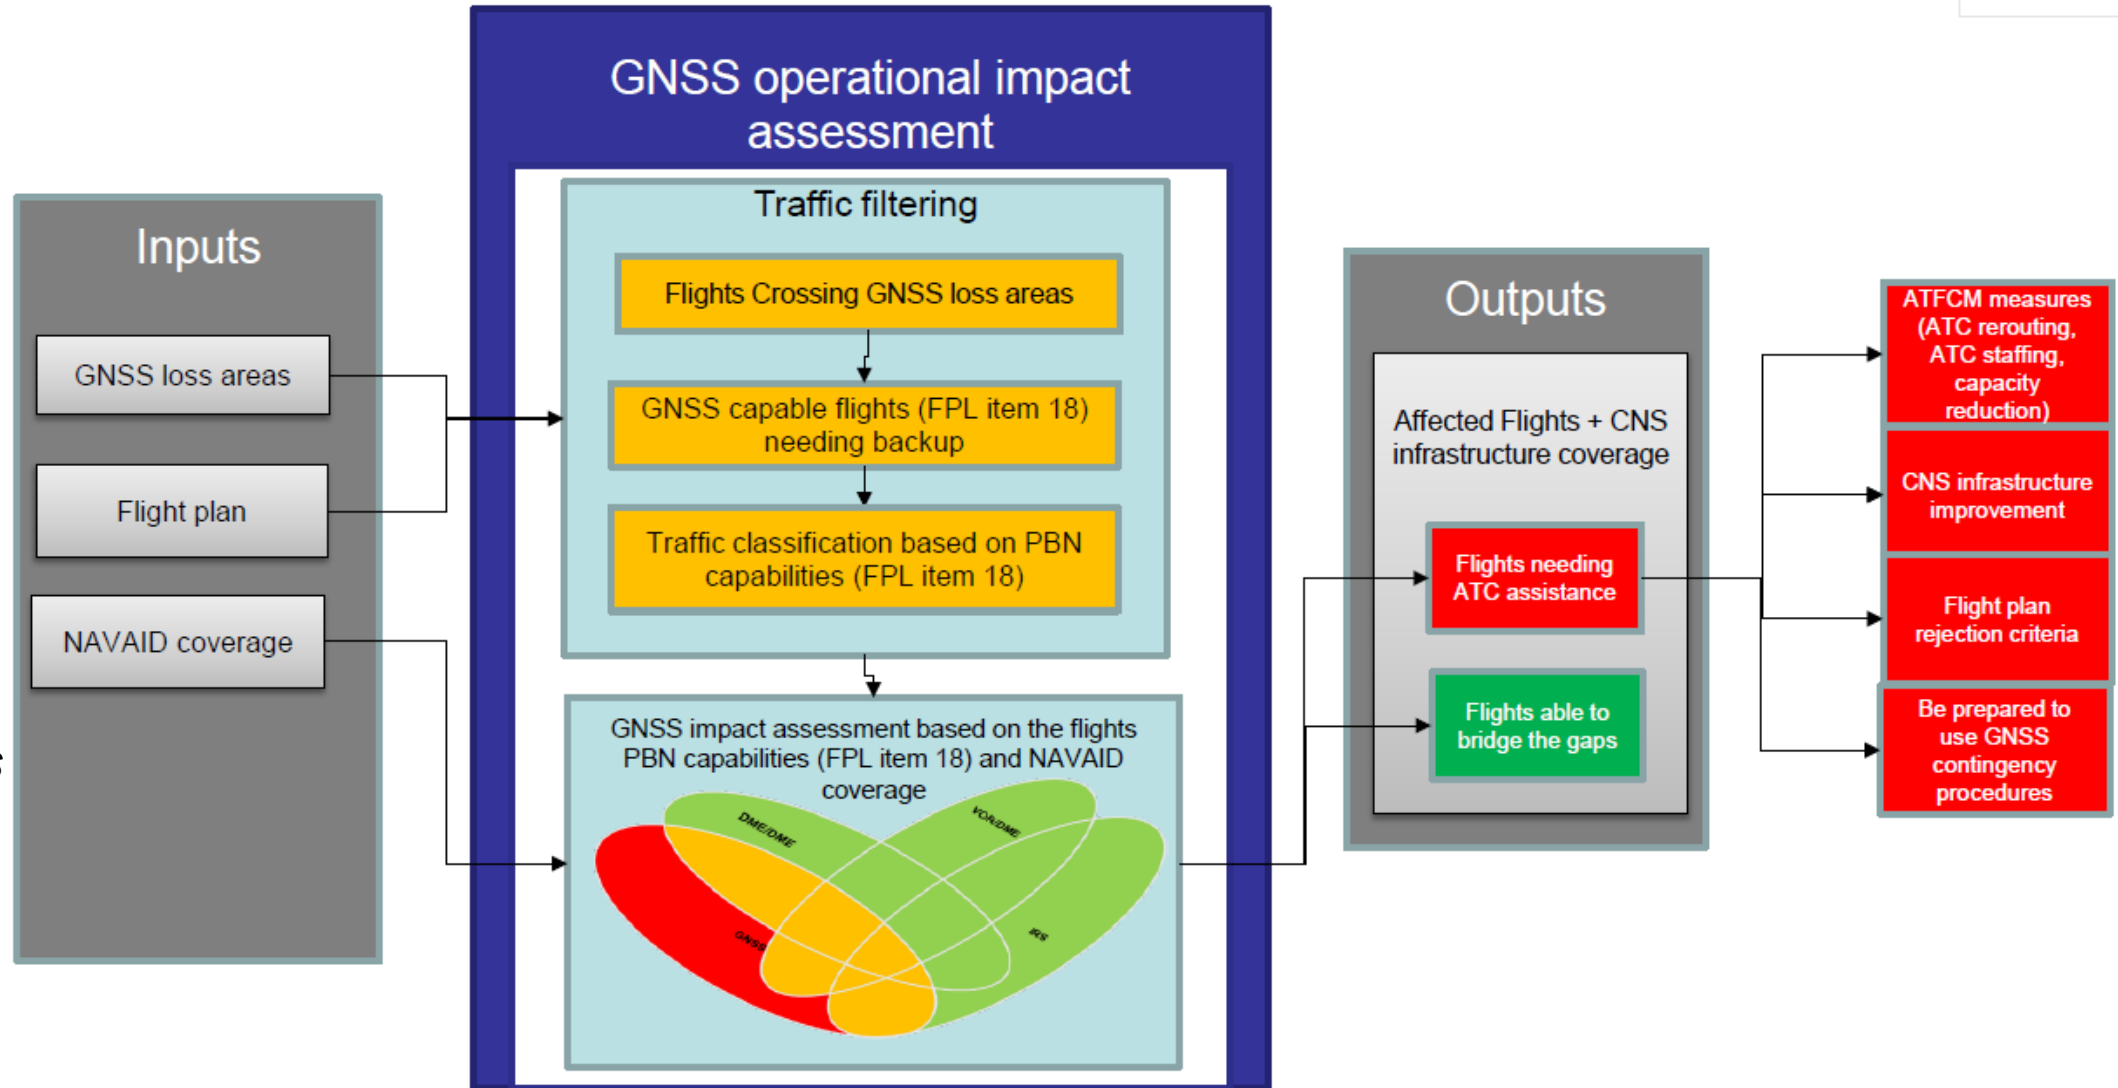 GNSS operational impact
assessment
Inputs
GNSS loss areas
Flight plan
NAVAID coverage
s
Traffic filtering
Flights Crossing GNSS loss areas
GNSS capable flights (FPL item 18)
needing backup
Traffic classification based on PBN
capabilities (FPL item 18)
GNSS impact assessment based on the flights
PBN capabilities (FPL item 18) and NAVAID
coverage
DME/DME
VOR/DME
GNSS
IRS
Outputs
Affected Flights + CNS
infrastructure coverage
Flights needing
ATC assistance
Flights able to
bridge the gaps
ATFCM measures
(ATC rerouting,
ATC staffing,
capacity
reduction)
CNS infrastructure
improvement
Flight plan
rejection criteria
Be prepared to
use GNSS
contingency
procedures